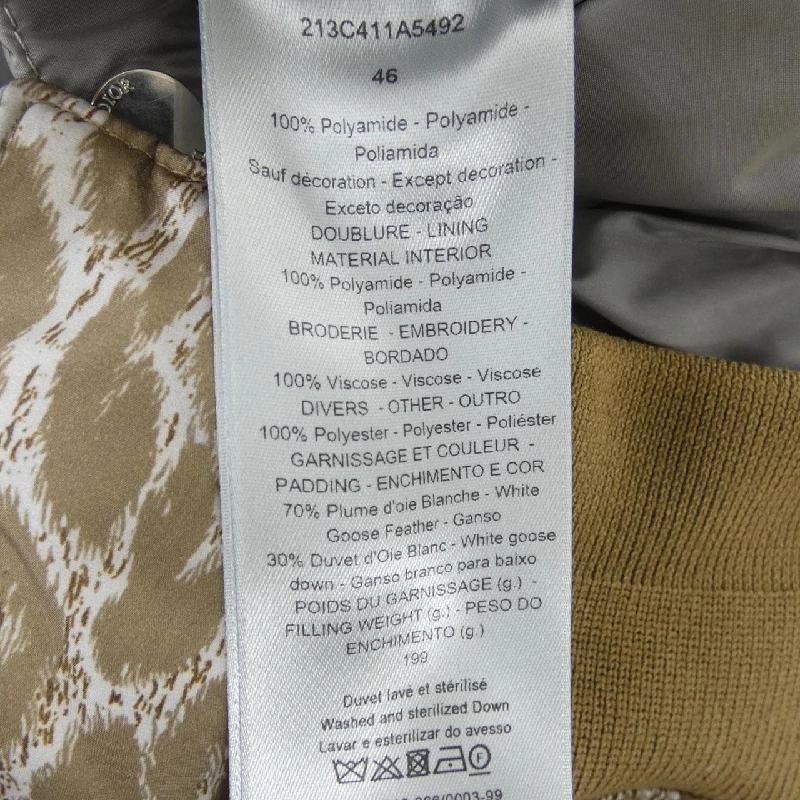 DIOR
213C411A5492
46
100% Polyamide - Polyamide -
Poliamida
Sauf décoration - Except decoration -
Exceto decoração
DOUBLURE - LINING
MATERIAL INTERIOR
100% Polyamide - Polyamide -
Poliamida
BRODERIE - EMBROIDERY -
BORDADO
100% Viscose - Viscose - Viscose
DIVERS - OTHER - OUTRO
100% Polyester - Polyester - Poliéster
GARNISSAGE ET COULEUR -
PADDING - ENCHIMENTO E COR
70% Plume d'oie Blanche - White
Goose Feather - Ganso
30% Duvet d'Oie Blanc - White goose
down - Ganso branco para baixo
POIDS DU GARNISSAGE (g.) -
FILLING WEIGHT (g.) - PESO DO
ENCHIMENTO (g.)
199
Duvet lavé et stérilisé
Washed and sterilized Down
Lavar e esterilizar do avesso